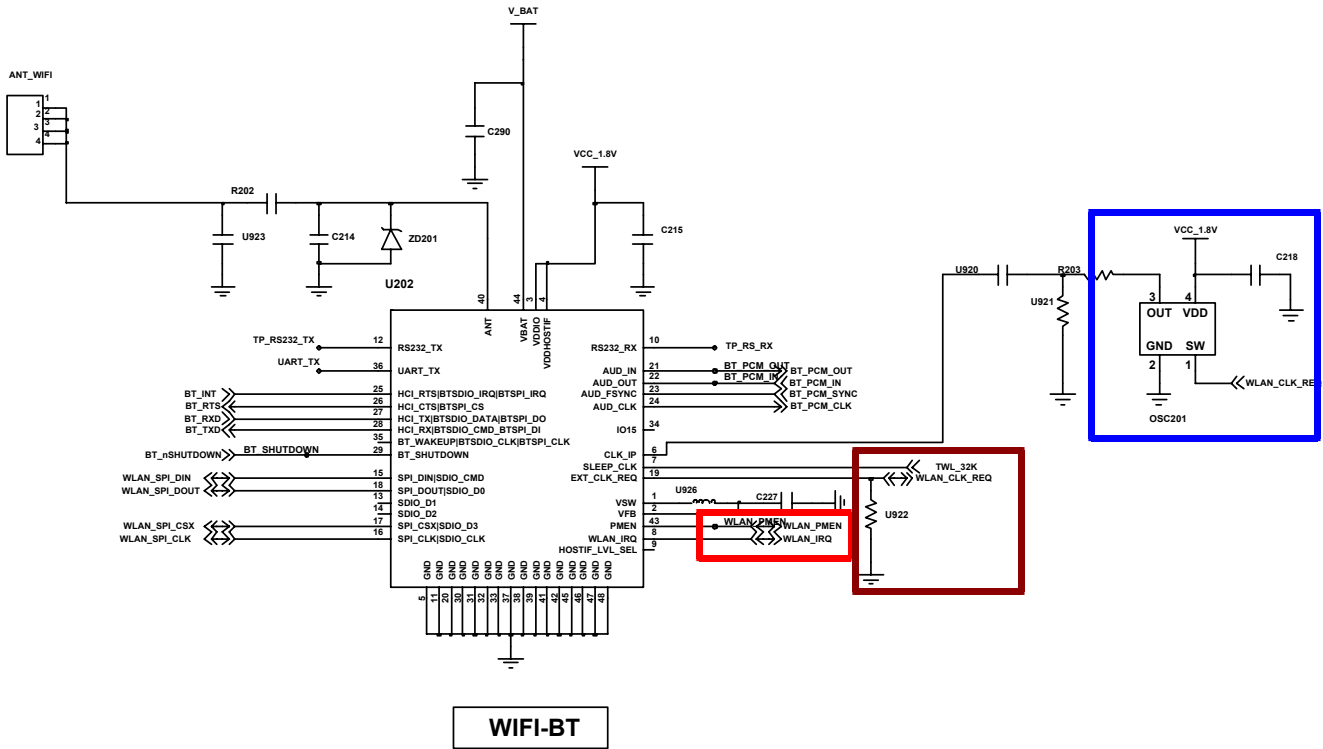 V_BAT
ANT_WIFI
1 1
2 2
3 3
4 4
C290
VCC_1.8V
R202
U923
C214
ZD201
C215
U202
40
44
3
4
ANT
VBAT
VDDIO
VDDHOSTIF
TP_RS232_TX 12 RS232_TX
UART_TX 36 UART_TX
BT_INT 25 HCI_RTS|BTSDIO_IRQ|BTSPI_IRQ
BT_RTS 26 HCI_CTS|BTSPI_CS
BT_RXD 27 HCI_TX|BTSDIO_DATA|BTSPI_DO
BT_TXD 28 HCI_RX|BTSDIO_CMD_BTSPI_DI
35 BT_WAKEUP|BTSDIO_CLK|BTSPI_CLK
BT_nSHUTDOWN BT_SHUTDOWN 29 BT_SHUTDOWN
WLAN_SPI_DIN 15 SPI_DIN|SDIO_CMD
WLAN_SPI_DOUT 18 SPI_DOUT|SDIO_D0
13 SDIO_D1
14 SDIO_D2
WLAN_SPI_CSX 17 SPI_CSX|SDIO_D3
WLAN_SPI_CLK 16 SPI_CLK|SDIO_CLK
RS232_RX 10 TP_RS_RX
AUD_IN 21 BT_PCM_OUT BT_PCM_OUT
AUD_OUT 22 BT_PCM_IN BT_PCM_IN
AUD_FSYNC 23 BT_PCM_SYNC
AUD_CLK 24 BT_PCM_CLK
IO15 34
CLK_IP 6
SLEEP_CLK 7 TWL_32K
EXT_CLK_REQ 19 WLAN_CLK_REQ
VSW 1 U926 C227
VFB 2
PMEN 43 WLAN_PMEN WLAN_PMEN
WLAN_IRQ 8 WLAN_IRQ
HOSTIF_LVL_SEL 9
U922
GND GND GND GND GND GND GND GND GND GND GND GND GND GND GND GND
5 11 20 30 31 32 33 37 38 39 41 42 45 46 47 48
U920
R203
U921
VCC_1.8V
C218
3 4
OUT VDD
GND SW
2 1
WLAN_CLK_RE
OSC201
WIFI-BT